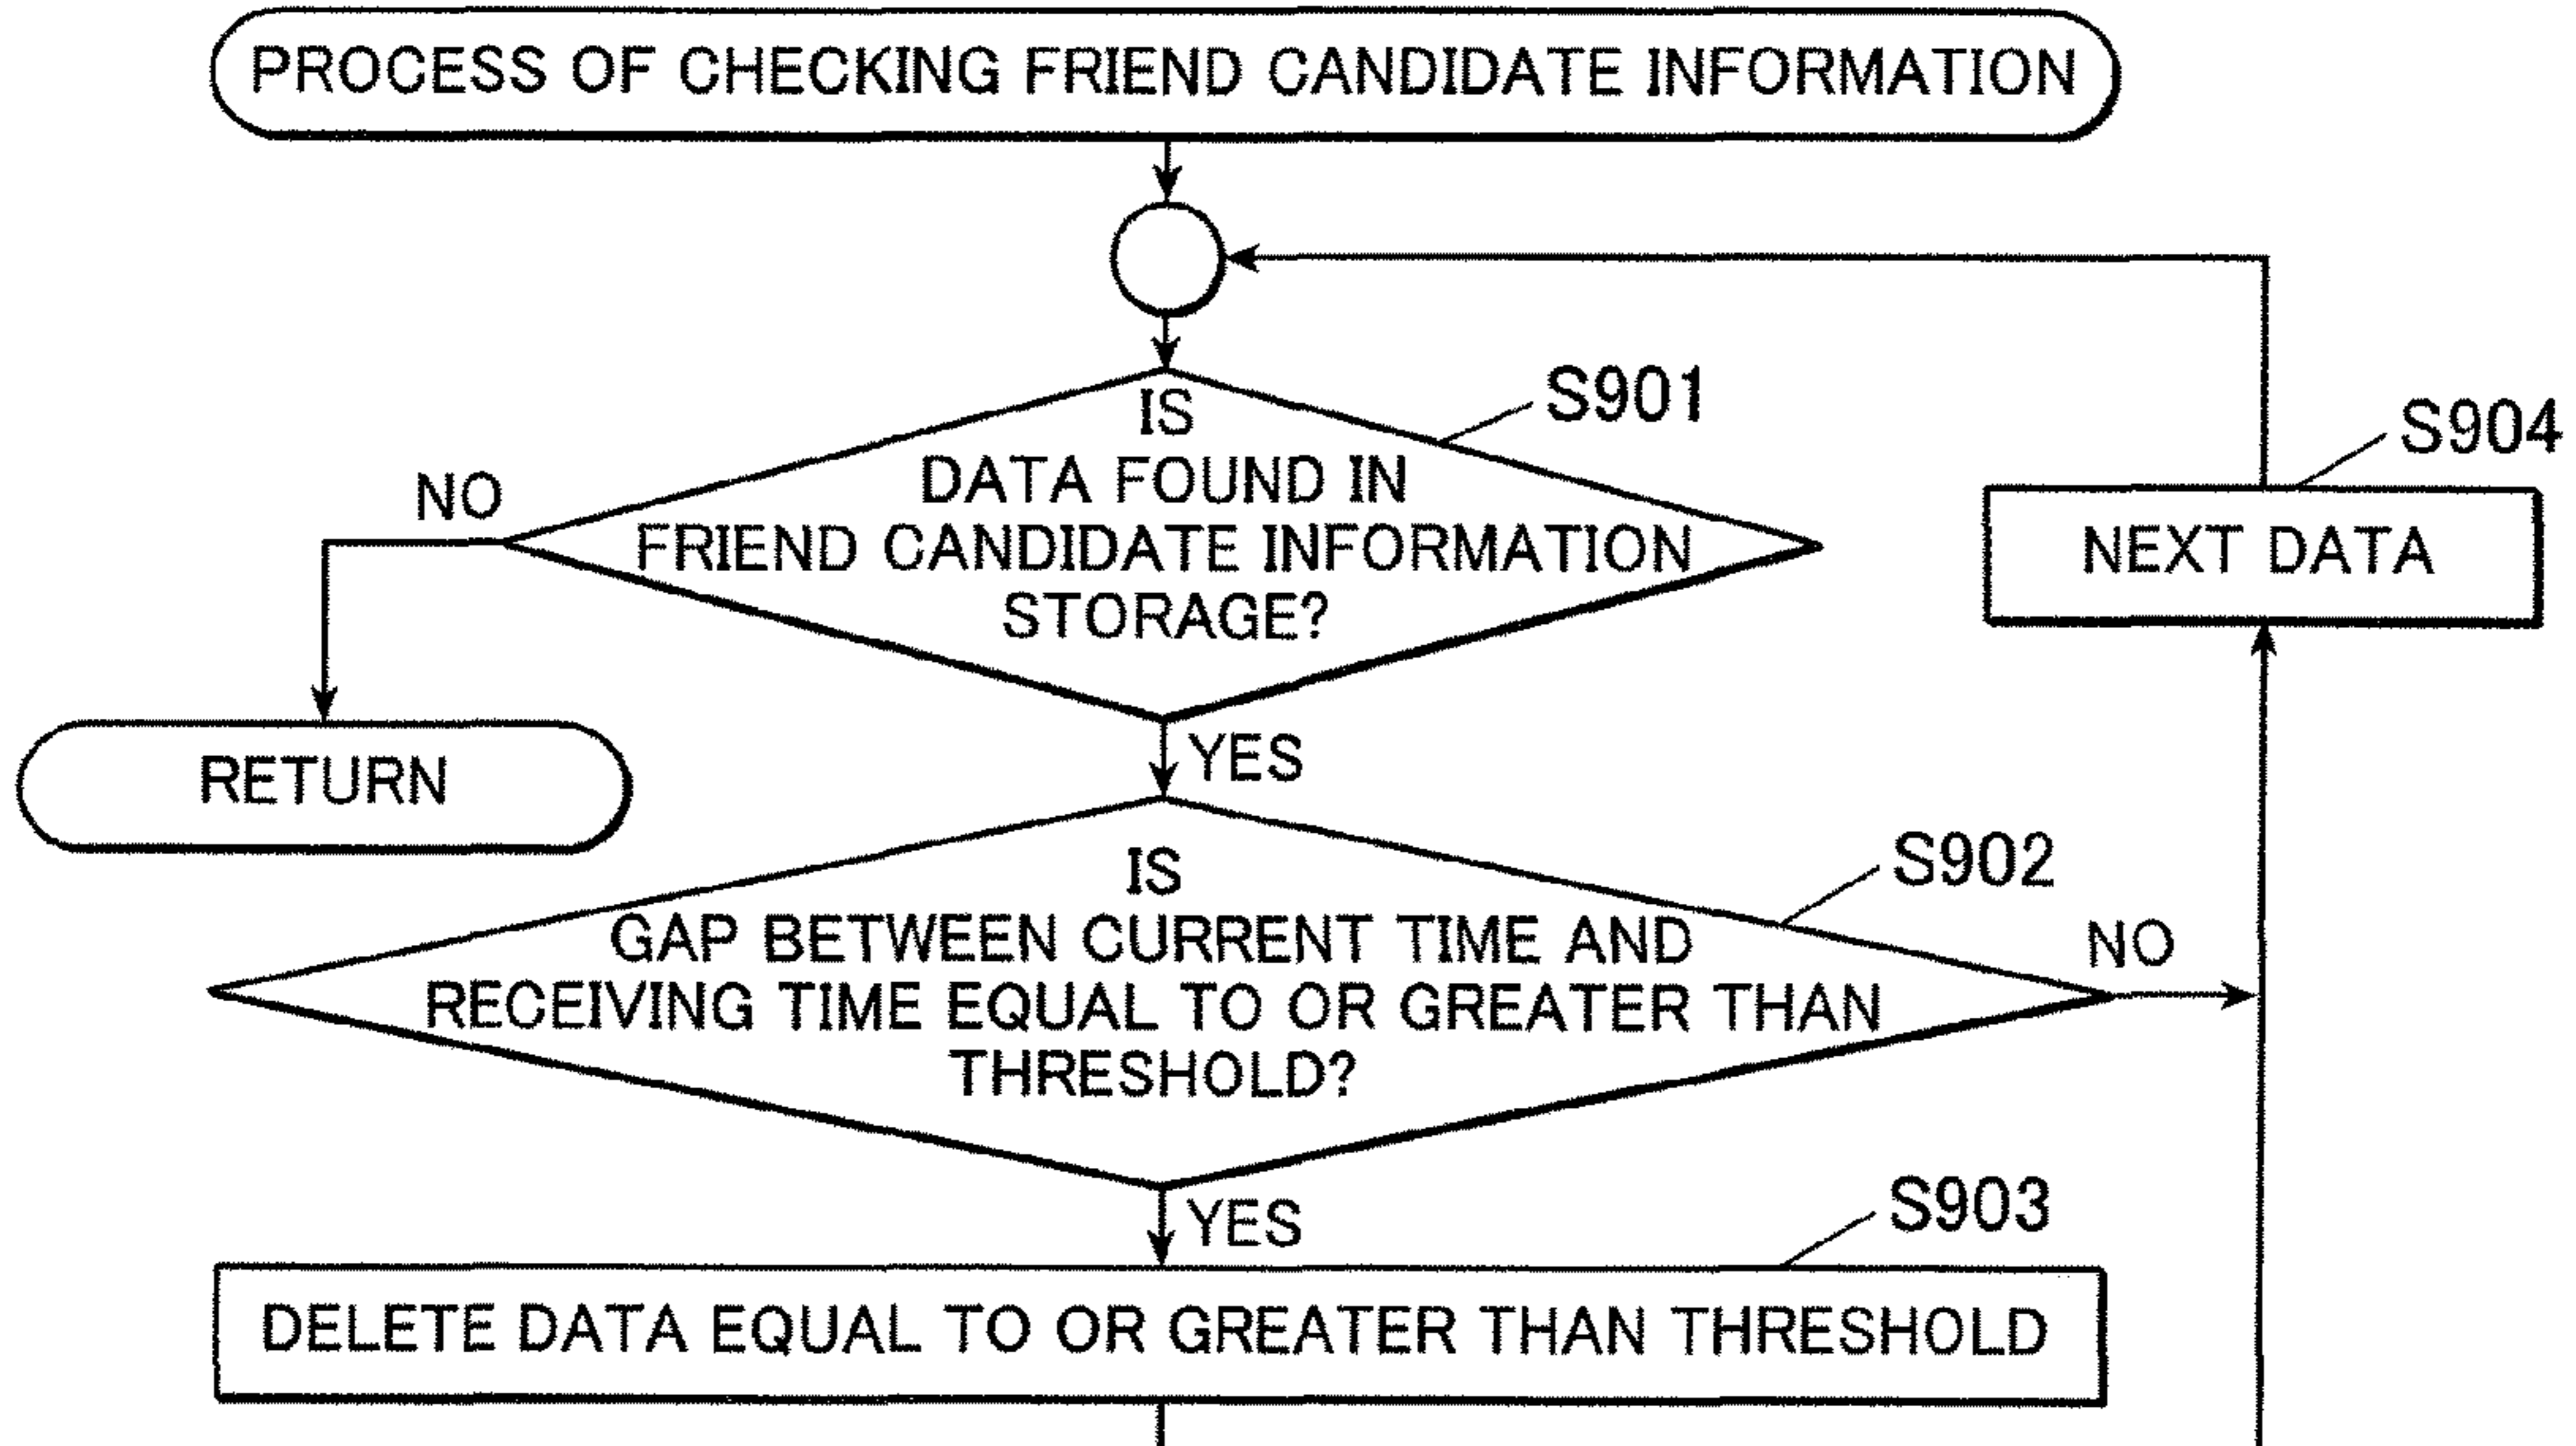 PROCESS OF CHECKING FRIEND CANDIDATE INFORMATION
S901
IS
DATA FOUND IN
FRIEND CANDIDATE INFORMATION
STORAGE?
NO
S904
NEXT DATA
RETURN
YES
S902
IS
GAP BETWEEN CURRENT TIME AND
RECEIVING TIME EQUAL TO OR GREATER THAN
THRESHOLD?
NO
YES
S903
DELETE DATA EQUAL TO OR GREATER THAN THRESHOLD